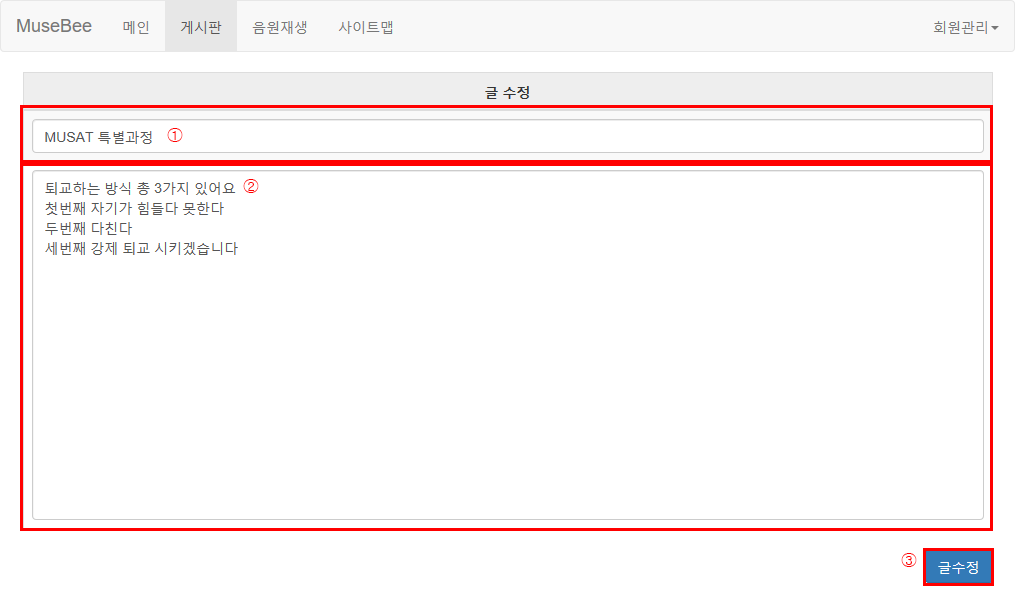 MuseBee 메인 게시판 음원재생 사이트맵 회원관리
글 수정
MUSAT 특별과정 ①
퇴교하는 방식 총 3가지 있어요 ②
첫번째 자기가 힘들다 못한다
두번째 다친다
세번째 강제 퇴교 시키겠습니다
③ 글수정